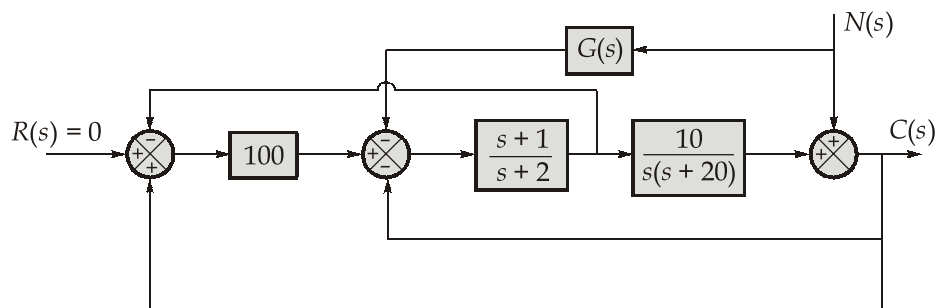 N(s)
G(s)
R(s) = 0
C(s)
−
+
+
100
−
+
−
s + 1
s + 2
10
s(s + 20)
+
+